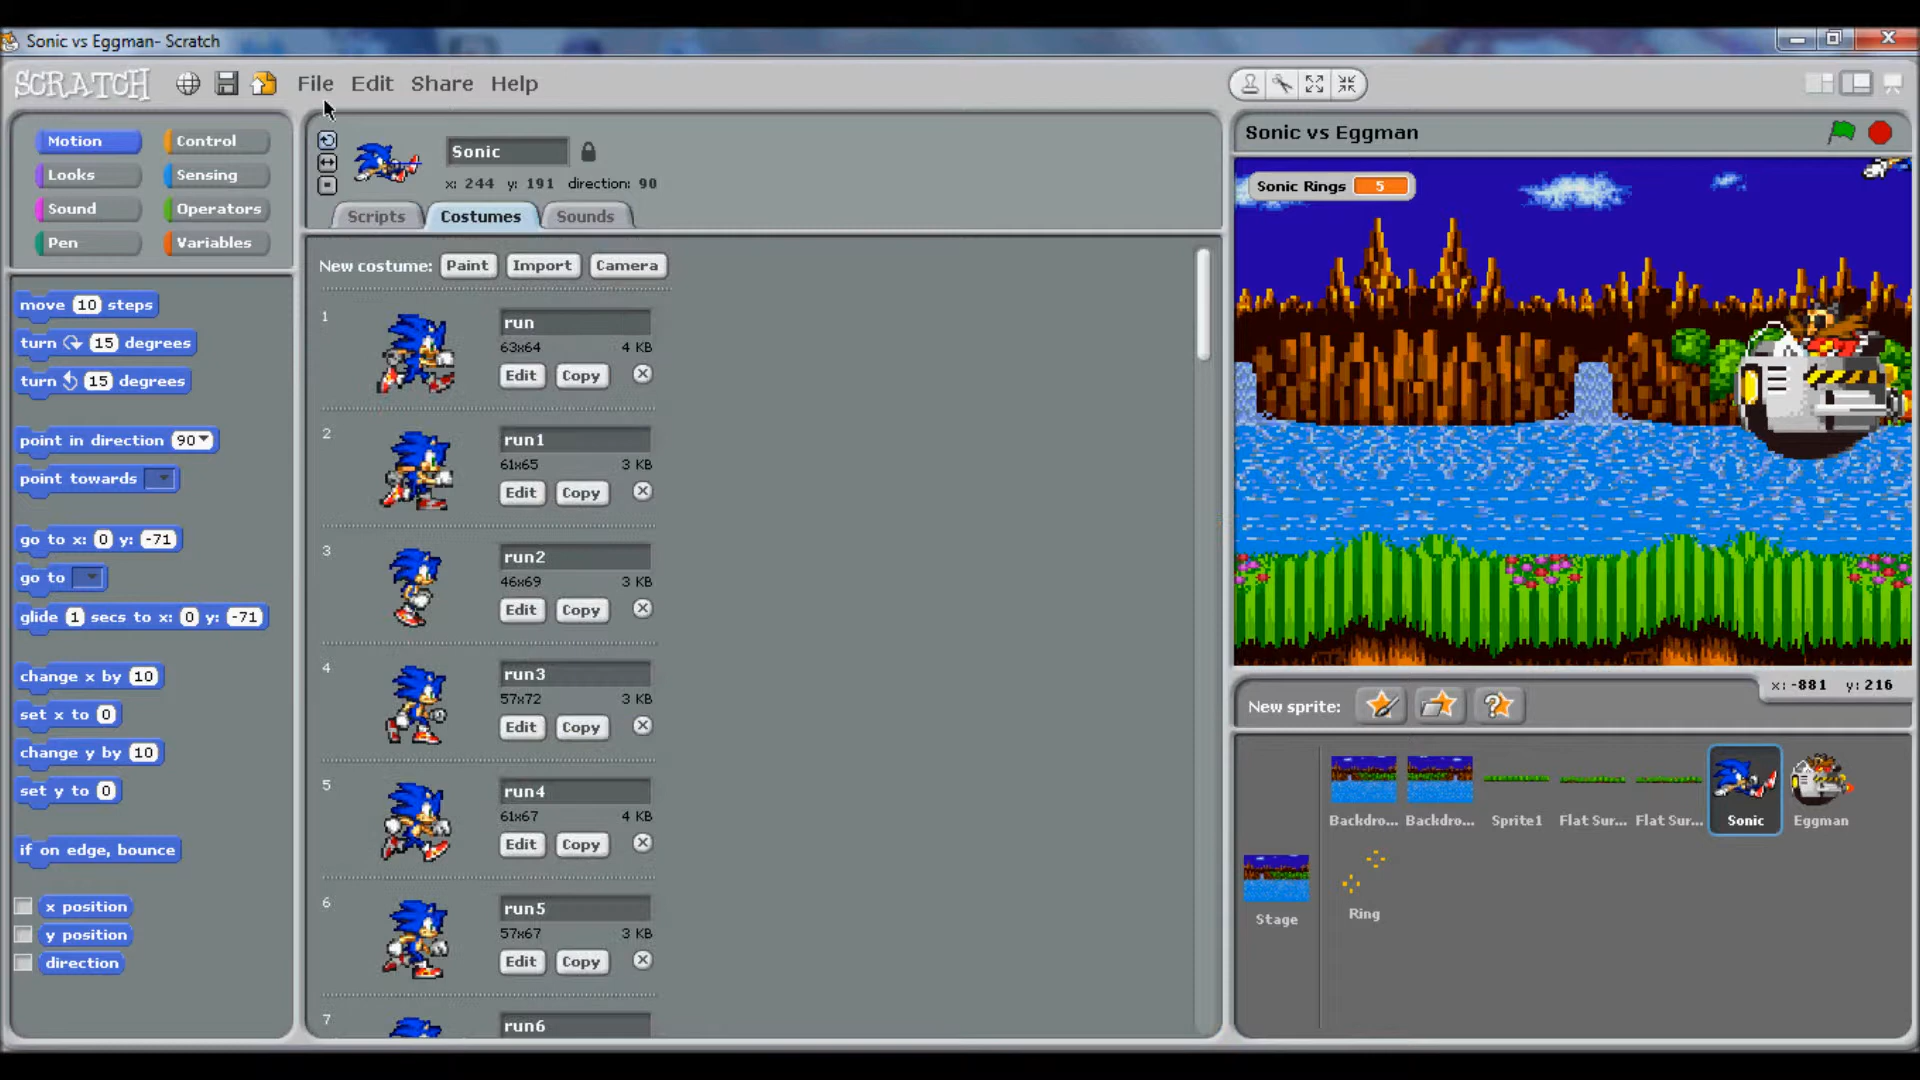 Sonic vs Eggman- Scratch
SCRATCH
File Edit Share Help
Motion Control
Looks Sensing
Sound Operators
Pen Variables
move 10 steps
turn 15 degrees
turn 15 degrees
point in direction 90
point towards
go to x: 0 y: -71
go to
glide 1 secs to x: 0 y: -71
change x by 10
set x to 0
change y by 10
set y to 0
if on edge, bounce
x position
y position
direction
Sonic
x: 244 y: 191 direction: 90
Scripts Costumes Sounds
New costume: Paint Import Camera
1 run
63x64 4 KB
Edit Copy
2 run1
61x65 3 KB
Edit Copy
3 run2
46x69 3 KB
Edit Copy
4 run3
57x72 3 KB
Edit Copy
5 run4
61x67 4 KB
Edit Copy
6 run5
57x67 3 KB
Edit Copy
7 run6
Sonic vs Eggman
Sonic Rings 5
x: -881 y: 216
New sprite:
Backdro... Backdro... Sprite1 Flat Sur... Flat Sur... Sonic Eggman
Stage Ring